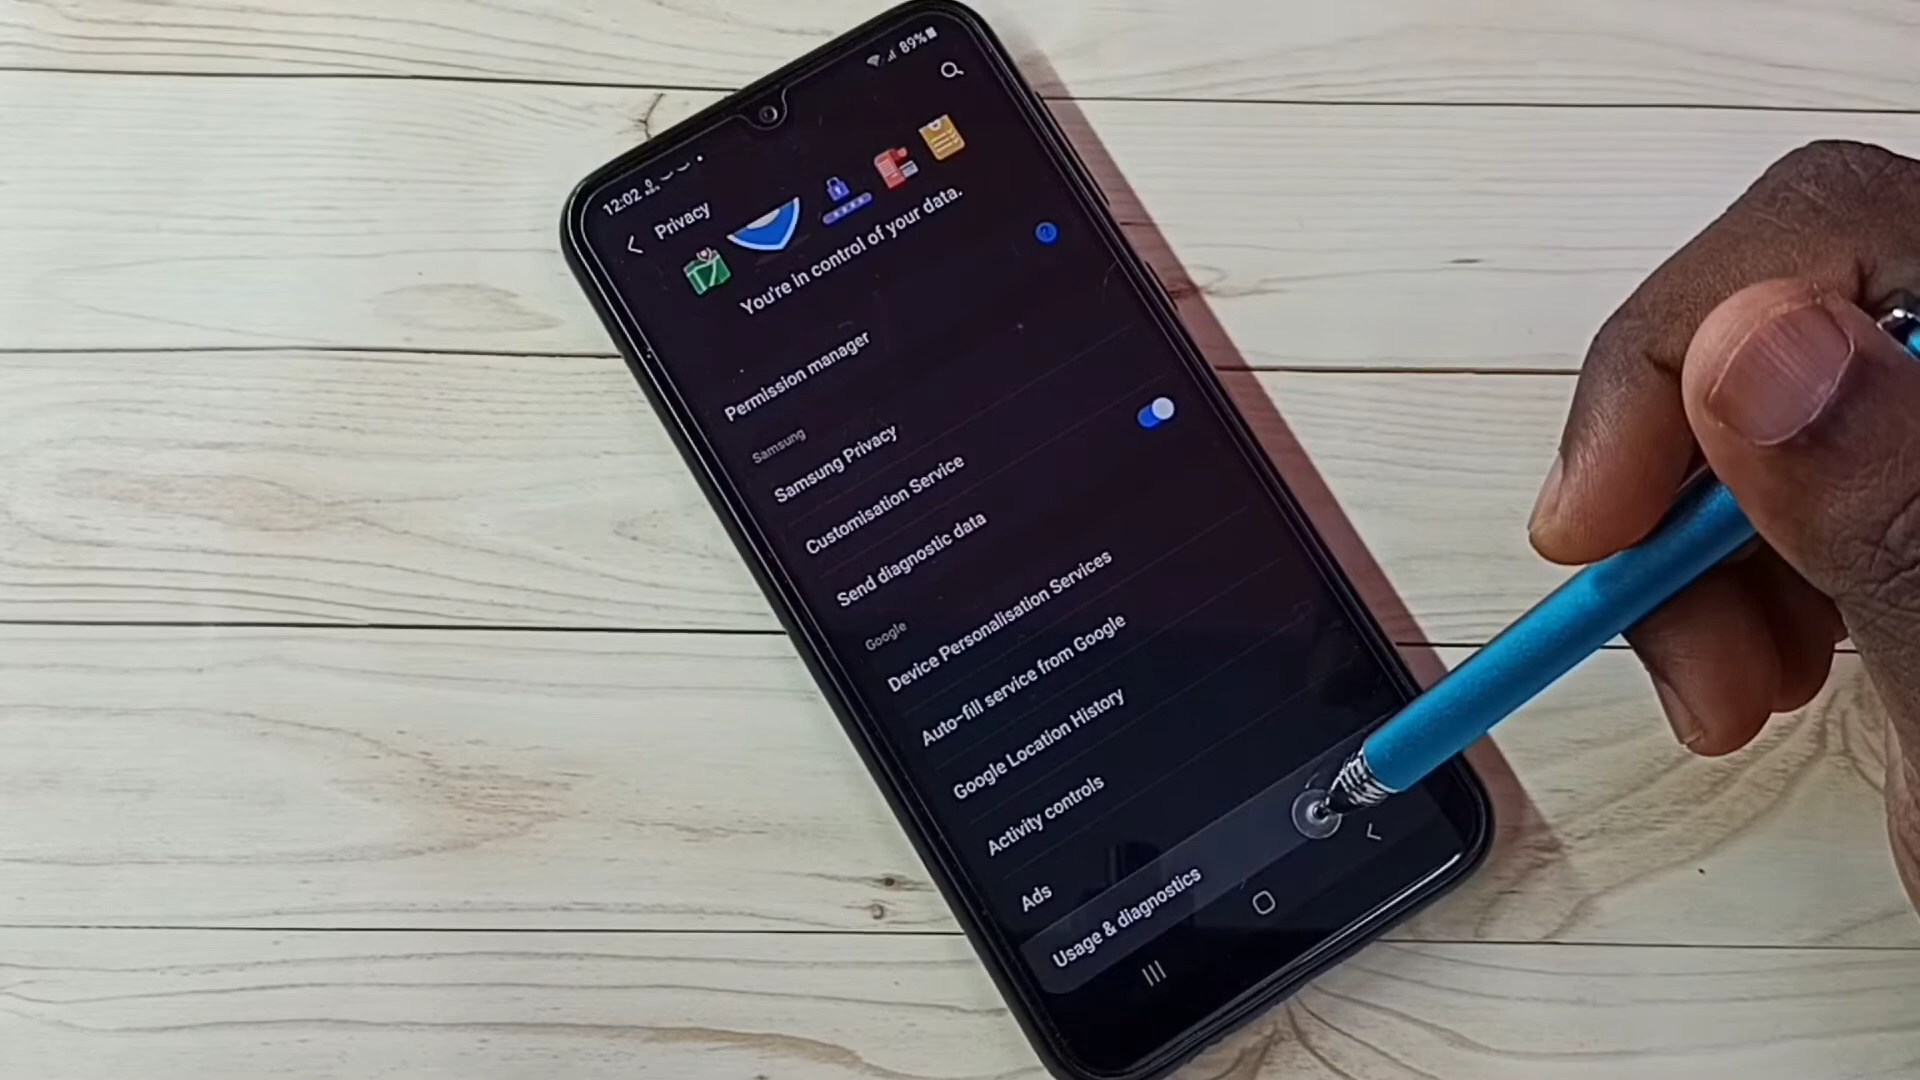 12:02
89%
Privacy
You're in control of your data.
Permission manager
Samsung
Samsung Privacy
Customisation Service
Send diagnostic data
Google
Device Personalisation Services
Auto-fill service from Google
Google Location History
Activity controls
Ads
Usage & diagnostics